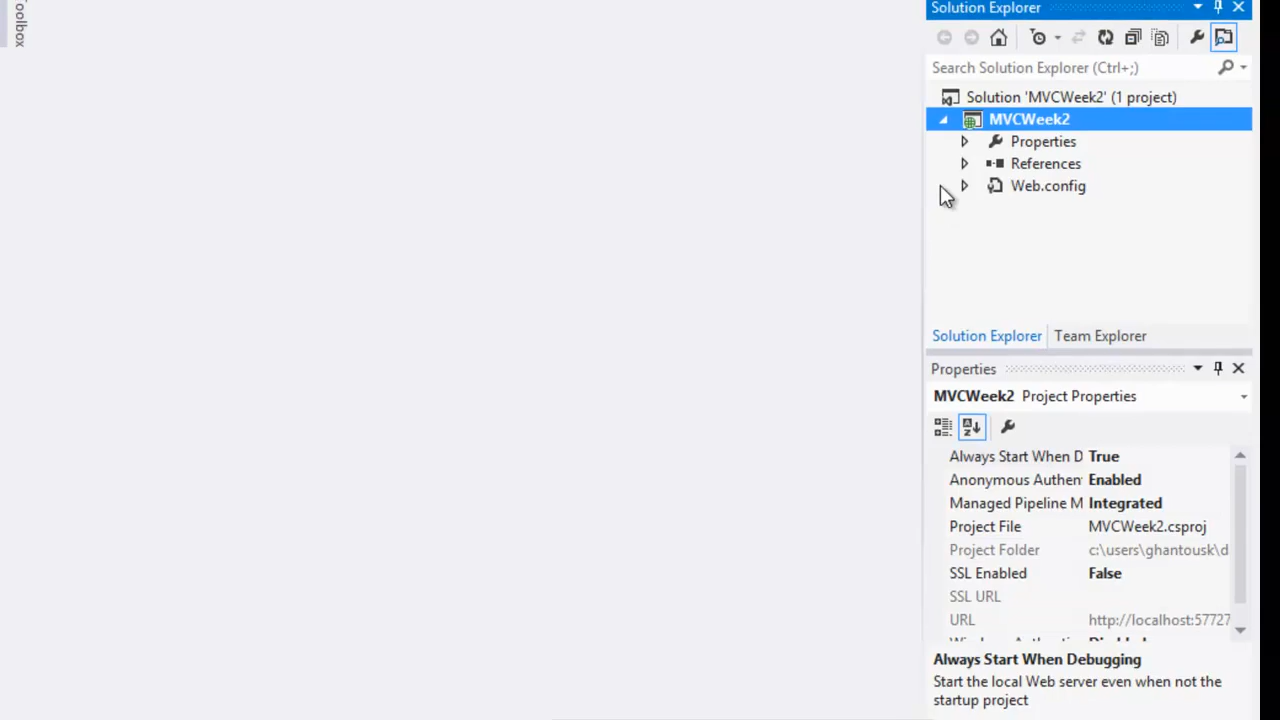 Toolbox
Solution Explorer
Search Solution Explorer (Ctrl+;)
Solution 'MVCWeek2' (1 project)
MVCWeek2
Properties
References
Web.config
Solution Explorer Team Explorer
Properties
MVCWeek2 Project Properties
Always Start When D True
Anonymous Authen Enabled
Managed Pipeline M Integrated
Project File MVCWeek2.csproj
Project Folder c:\users\ghantousk\d
SSL Enabled False
SSL URL
URL http://localhost:57727
Always Start When Debugging
Start the local Web server even when not the
startup project